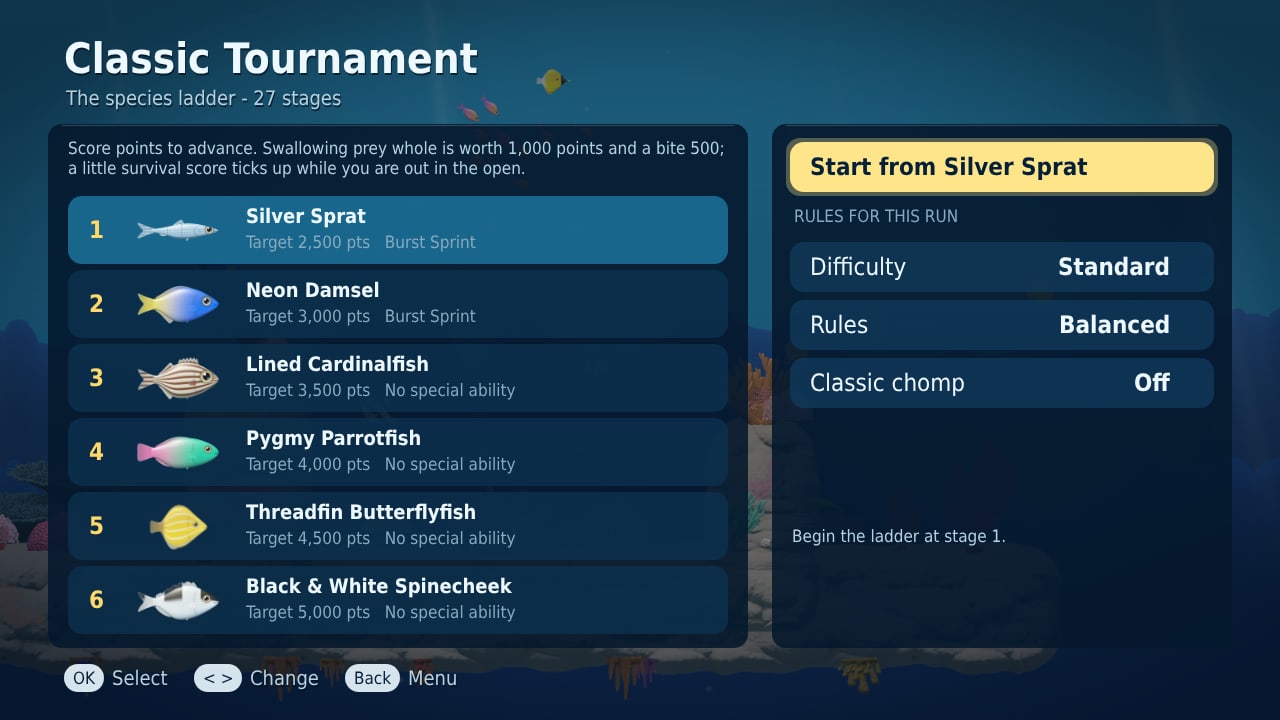 Classic Tournament
The species ladder - 27 stages
Score points to advance. Swallowing prey whole is worth 1,000 points and a bite 500;
a little survival score ticks up while you are out in the open.
1
Silver Sprat
Target 2,500 pts Burst Sprint
2
Neon Damsel
Target 3,000 pts Burst Sprint
3
Lined Cardinalfish
Target 3,500 pts No special ability
4
Pygmy Parrotfish
Target 4,000 pts No special ability
5
Threadfin Butterflyfish
Target 4,500 pts No special ability
6
Black & White Spinecheek
Target 5,000 pts No special ability
Start from Silver Sprat
RULES FOR THIS RUN
Difficulty Standard
Rules Balanced
Classic chomp Off
Begin the ladder at stage 1.
OK Select < > Change Back Menu